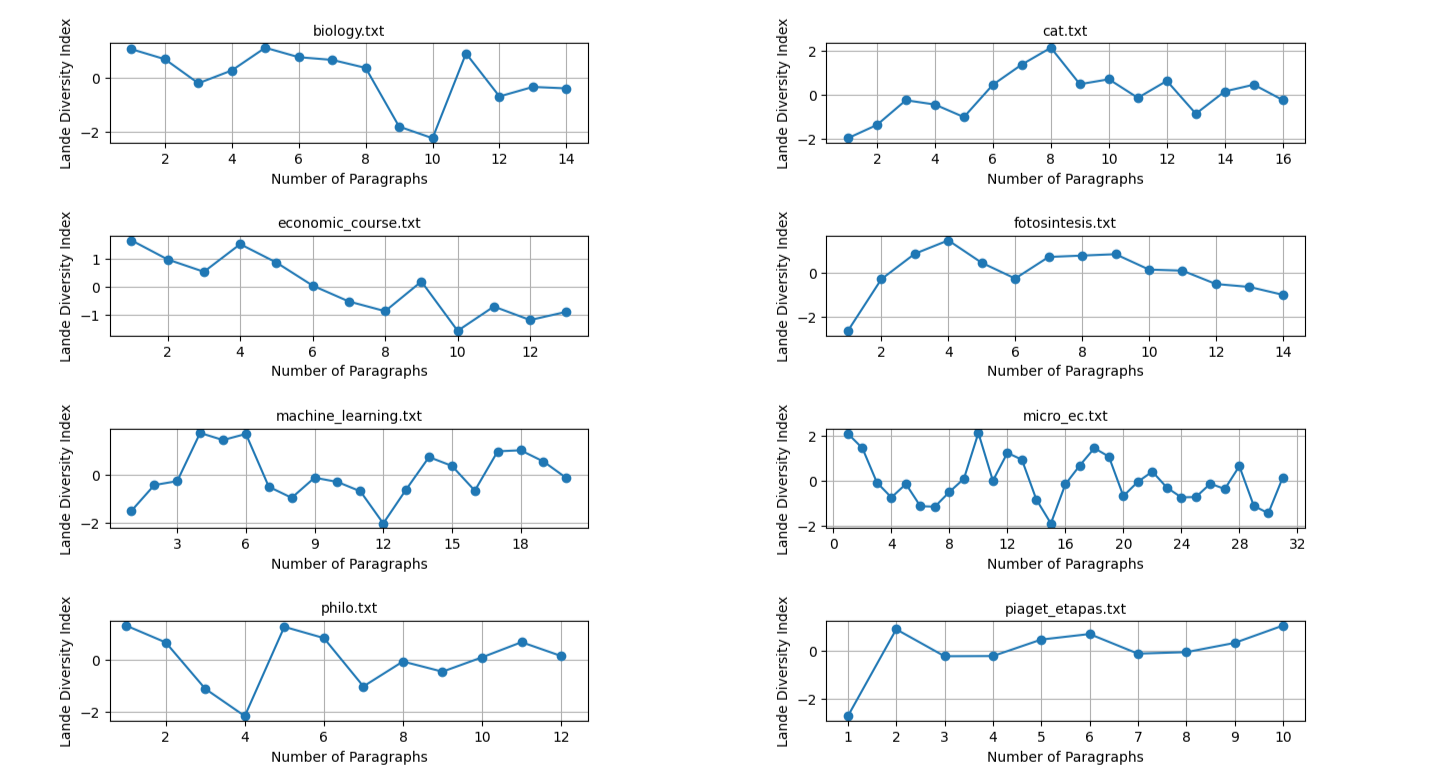 biology.txt
Lande Diversity Index
0
−2
2 4 6 8 10 12 14
Number of Paragraphs
cat.txt
Lande Diversity Index
2
0
−2
2 4 6 8 10 12 14 16
Number of Paragraphs
economic_course.txt
Lande Diversity Index
1
0
−1
2 4 6 8 10 12
Number of Paragraphs
fotosintesis.txt
Lande Diversity Index
0
−2
2 4 6 8 10 12 14
Number of Paragraphs
machine_learning.txt
Lande Diversity Index
0
−2
3 6 9 12 15 18
Number of Paragraphs
micro_ec.txt
Lande Diversity Index
2
0
−2
0 4 8 12 16 20 24 28 32
Number of Paragraphs
philo.txt
Lande Diversity Index
0
−2
2 4 6 8 10 12
Number of Paragraphs
piaget_etapas.txt
Lande Diversity Index
0
−2
1 2 3 4 5 6 7 8 9 10
Number of Paragraphs